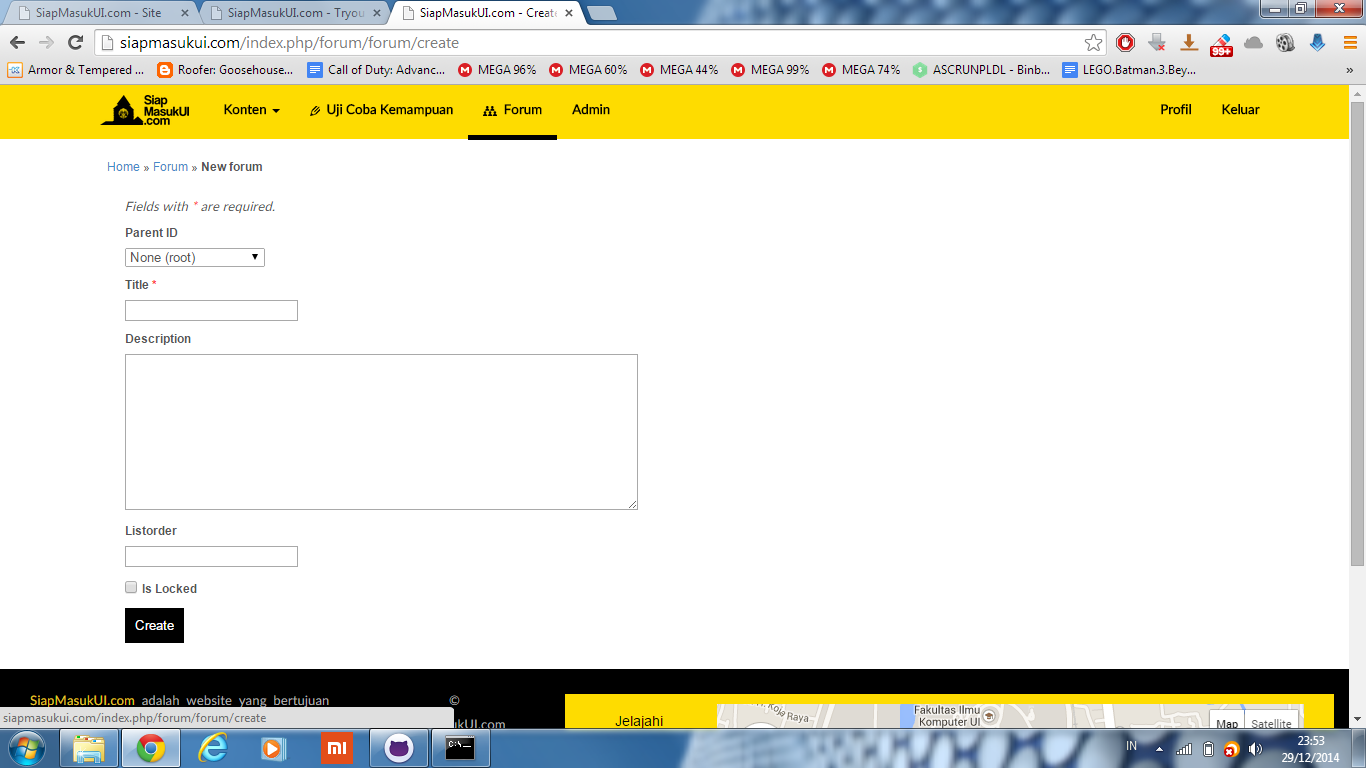 SiapMasukUI.com - Site
SiapMasukUI.com - Tryou
SiapMasukUI.com - Create
siapmasukui.com/index.php/forum/forum/create
99+
Armor & Tempered ...
Roofer: Goosehouse...
Call of Duty: Advanc...
MEGA 96%
MEGA 60%
MEGA 44%
MEGA 99%
MEGA 74%
ASCRUNPLDL - Binb...
LEGO.Batman.3.Bey...
»
Siap
MasukUI
.com
Konten
Uji Coba Kemampuan
Forum
Admin
Profil
Keluar
Home » Forum » New forum
Fields with * are required.
Parent ID
None (root)
Title *
Description
Listorder
Is Locked
Create
SiapMasukUI.com adalah website yang bertujuan
©
ukUI.com
Jelajahi
Koja Raya
Fakultas Ilmu
Komputer UI
Map
Satellite
siapmasukui.com/index.php/forum/forum/create
mi
C:\_
IN
23:53
29/12/2014